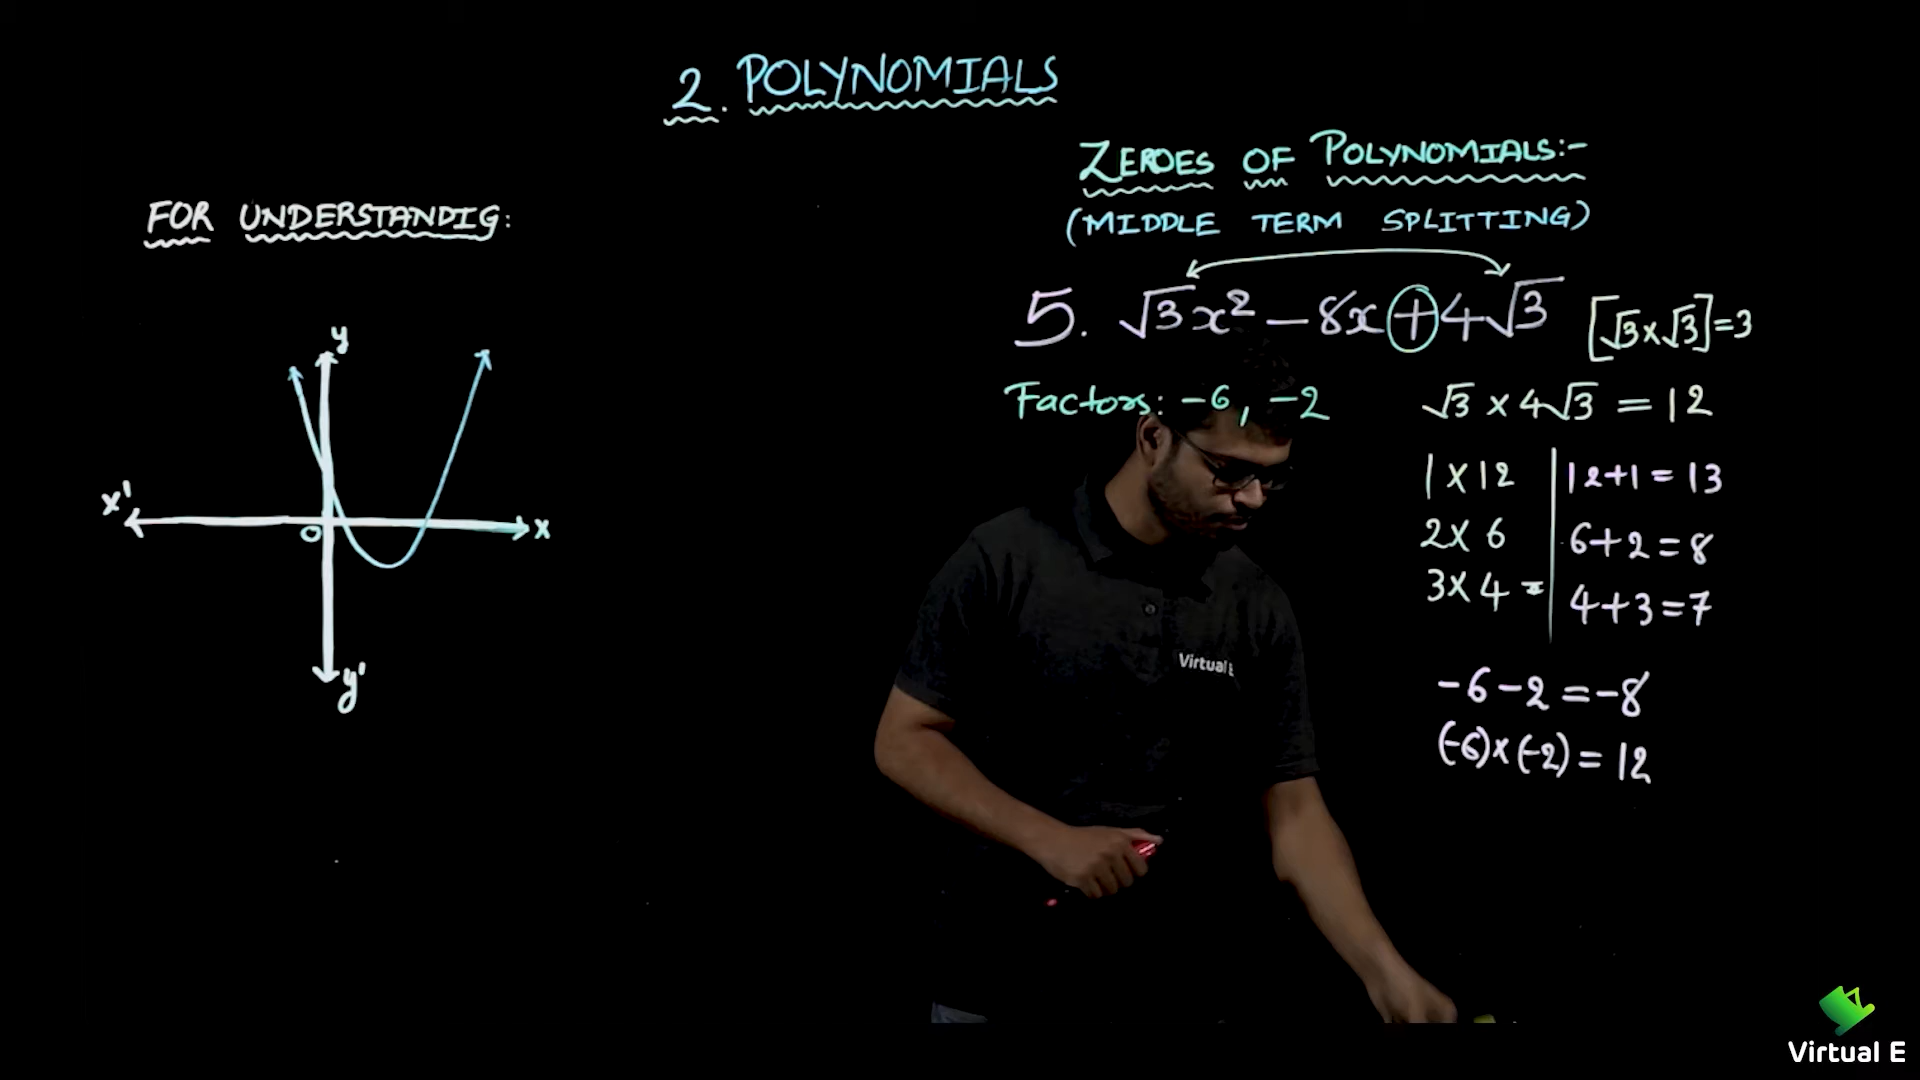 2. POLYNOMIALS
ZEROES OF POLYNOMIALS:-
(MIDDLE TERM SPLITTING)
FOR UNDERSTANDIG:
5. √3x² – 8x + 4√3 [√3×√3]=3
Factors: –6, –2
√3 × 4√3 = 12
1 × 12 | 12+1 = 13
2 × 6 | 6+2 = 8
3 × 4 = | 4+3 = 7
–6 – 2 = –8
(–6)×(–2) = 12
y
x'
O
x
y'
Virtual E
Virtual E